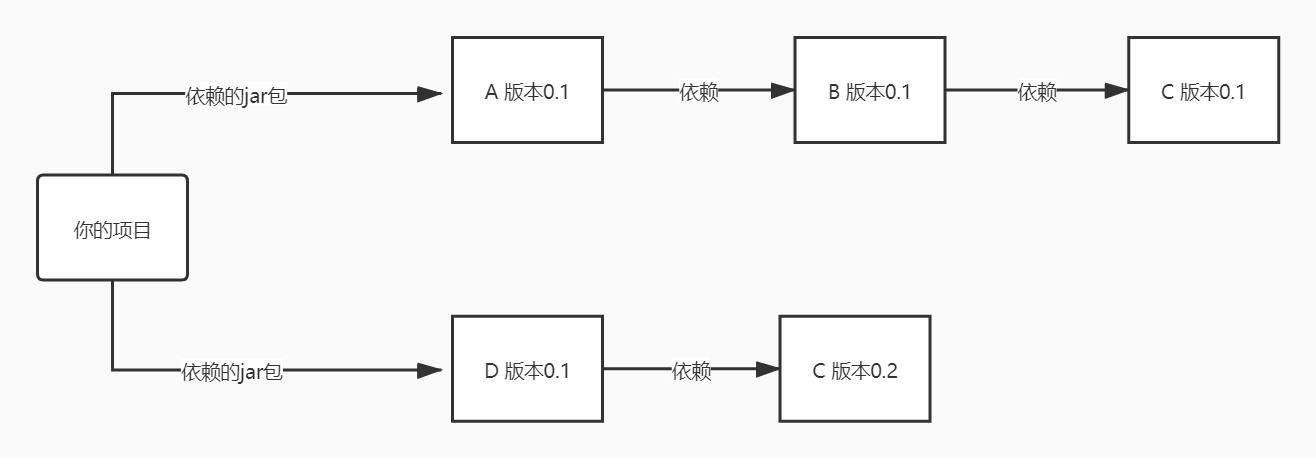 依赖的jar包
A 版本0.1
依赖
B 版本0.1
依赖
C 版本0.1
你的项目
依赖的jar包
D 版本0.1
依赖
C 版本0.2